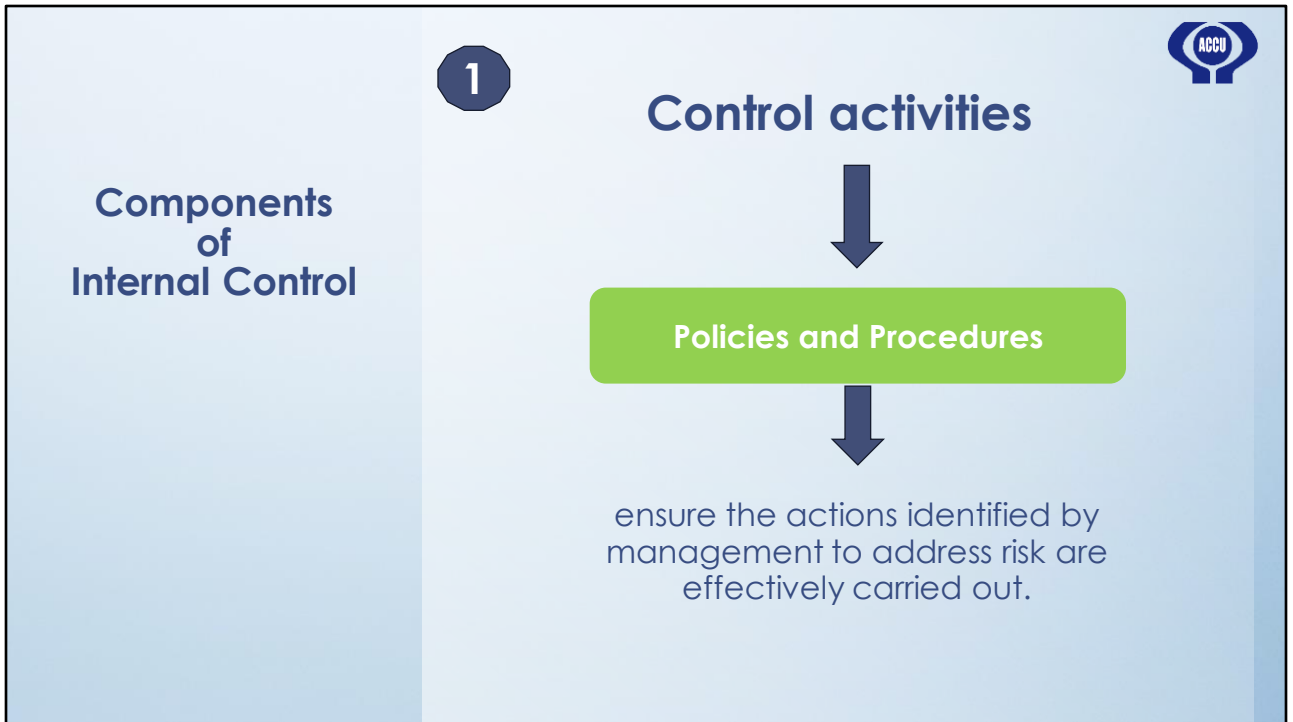 Components
of
Internal Control
1
ACCU
Control activities
Policies and Procedures
ensure the actions identified by
management to address risk are
effectively carried out.